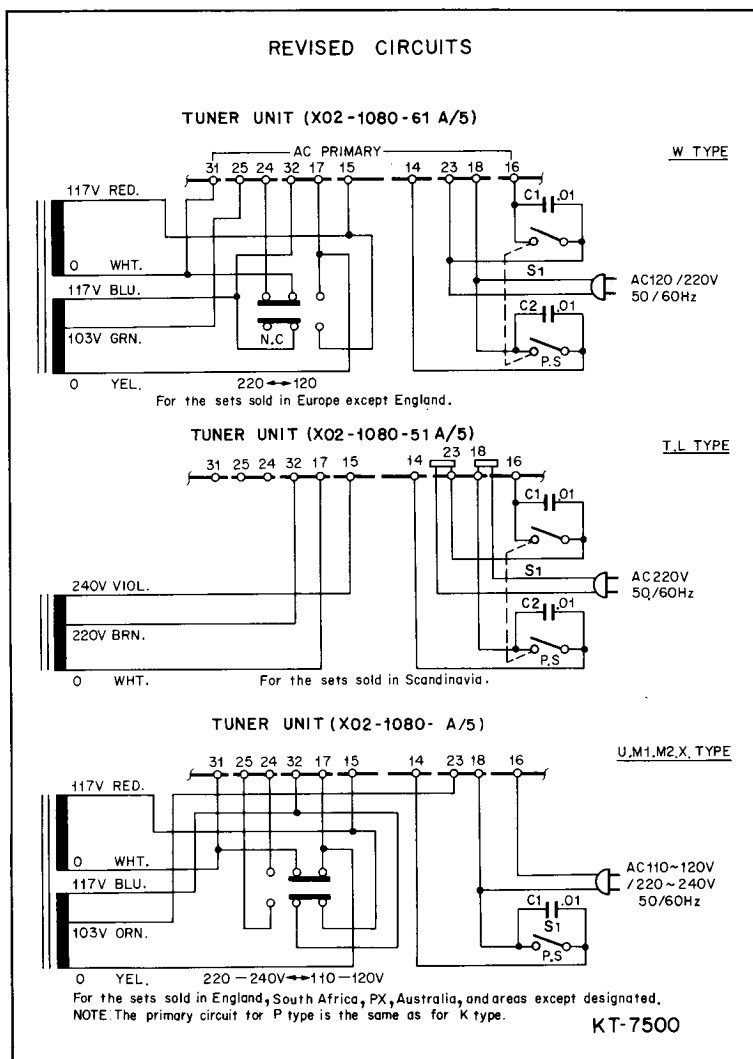 REVISED CIRCUITS
TUNER UNIT (X02-1080-61 A/5)
W TYPE
AC PRIMARY
31 25 24 32 17 15 14 23 18 16
117V RED.
C1 .01
0 WHT.
S1
117V BLU.
AC120/220V
50/60Hz
C2 .01
103V GRN.
N.C
P.S
0 YEL.
220 ↔ 120
For the sets sold in Europe except England.
TUNER UNIT (X02-1080-51 A/5)
T.L TYPE
31 25 24 32 17 15 14 23 18 16
C1 .01
240V VIOL.
S1
AC220V
50/60Hz
220V BRN.
C2 .01
P.S
0 WHT.
For the sets sold in Scandinavia.
TUNER UNIT (X02-1080- A/5)
U.M1.M2.X. TYPE
31 25 24 32 17 15 14 23 18 16
117V RED.
0 WHT.
AC110~120V
/220~240V
50/60Hz
117V BLU.
C1 .01
S1
103V ORN.
P.S
0 YEL.
220-240V↔110-120V
For the sets sold in England, South Africa, PX, Australia, and areas except designated.
NOTE: The primary circuit for P type is the same as for K type.
KT-7500